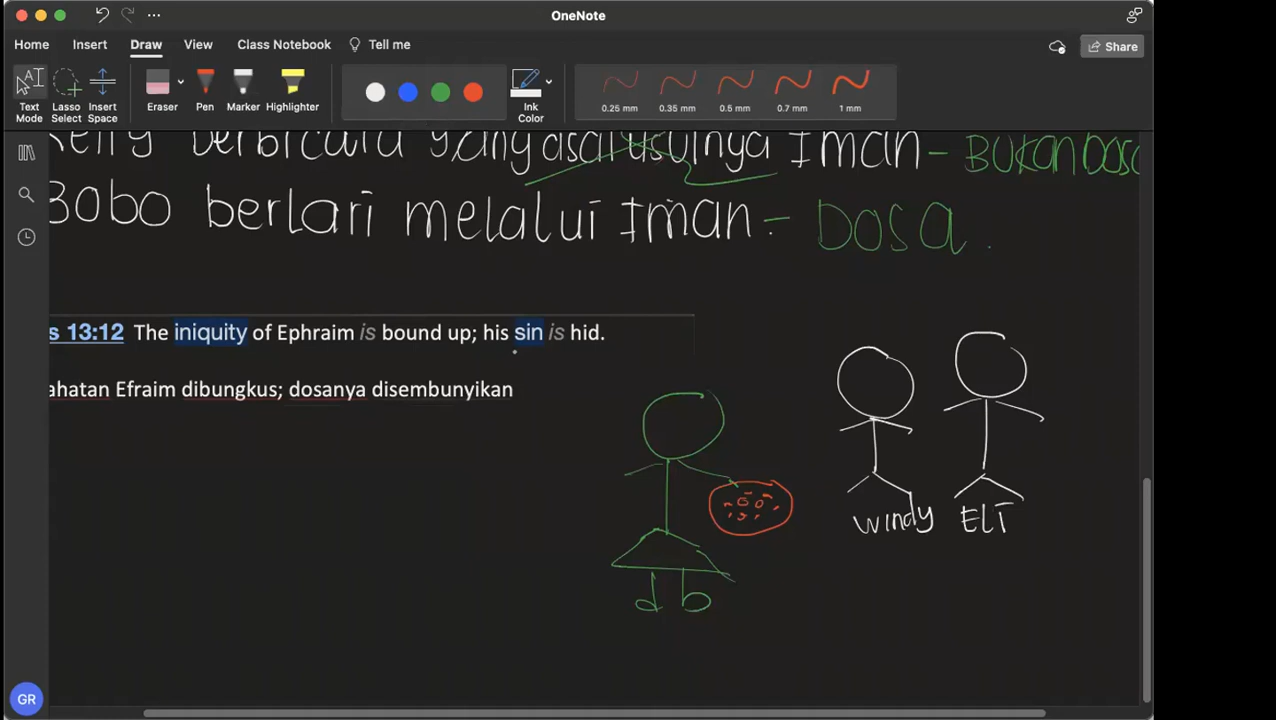 OneNote
Home Insert Draw View Class Notebook Tell me
Share
Text Mode
Lasso Select
Insert Space
Eraser
Pen
Marker
Highlighter
Ink Color
0.25 mm
0.35 mm
0.5 mm
0.7 mm
1 mm
berbicara yang asal usulnya Iman - Bukan Dosa
Bobo berlari melalui Iman - Dosa.
s 13:12 The iniquity of Ephraim is bound up; his sin is hid.
ahatan Efraim dibungkus; dosanya disembunyikan
Windy ELI
GR